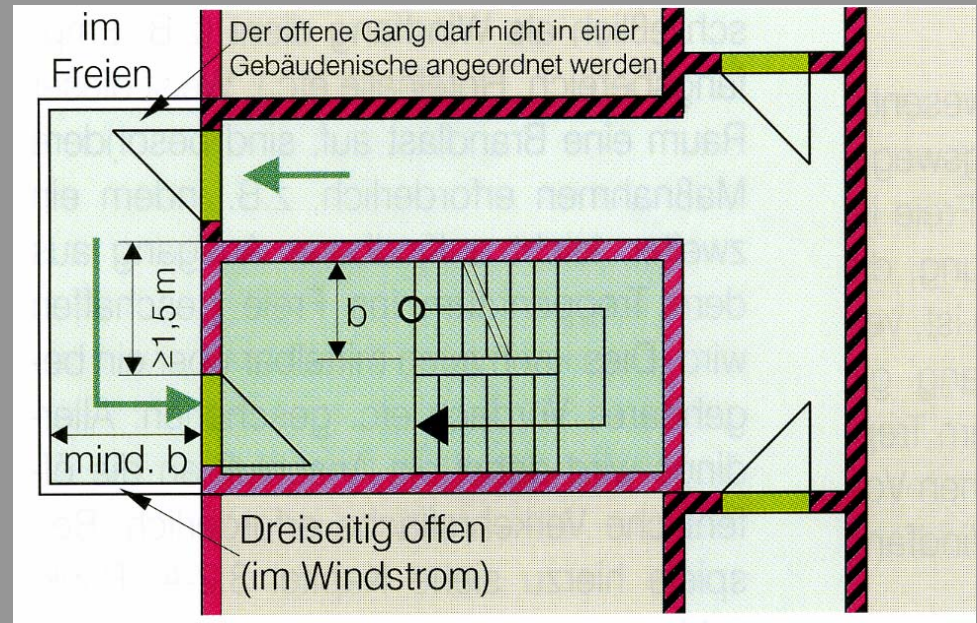 im
Freien
Der offene Gang darf nicht in einer
Gebäudenische angeordnet werden
≥1,5 m
b
mind. b
Dreiseitig offen
(im Windstrom)